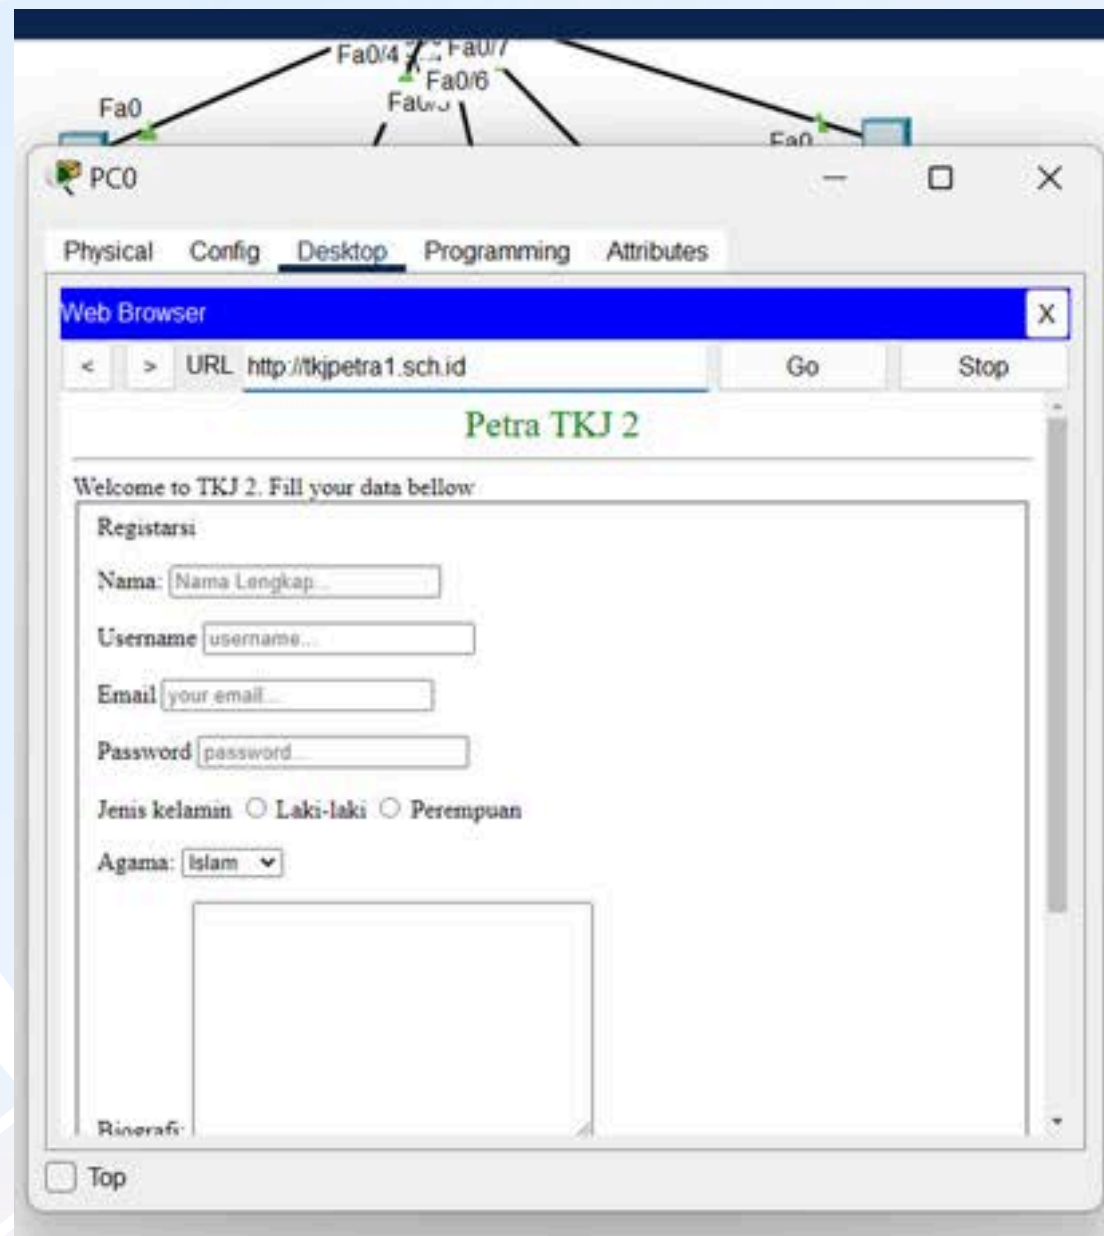 Fa0/4 Fa0/7
Fa0/6
Fa0
Fa0
PC0
Physical Config Desktop Programming Attributes
Web Browser X
< > URL http://tkjpetra1.sch.id Go Stop
Petra TKJ 2
Welcome to TKJ 2. Fill your data bellow
Registarsi
Nama: Nama Lengkap...
Username username...
Email your email...
Password password...
Jenis kelamin Laki-laki Perempuan
Agama: Islam
Biografi:
Top